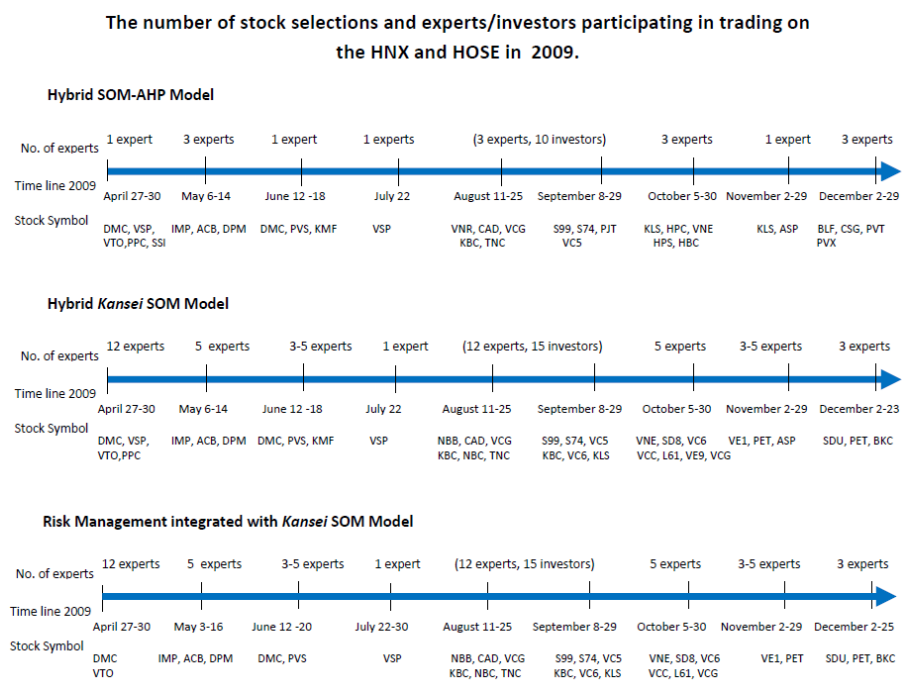 The number of stock selections and experts/investors participating in trading on
the HNX and HOSE in 2009.
Hybrid SOM-AHP Model
No. of experts 1 expert 3 experts 1 expert 1 experts (3 experts, 10 investors) 3 experts 1 expert 3 experts
Time line 2009
April 27-30 May 6-14 June 12 -18 July 22 August 11-25 September 8-29 October 5-30 November 2-29 December 2-29
Stock Symbol
DMC, VSP, IMP, ACB, DPM DMC, PVS, KMF VSP VNR, CAD, VCG S99, S74, PJT KLS, HPC, VNE KLS, ASP BLF, CSG, PVT
VTO,PPC, SSI KBC, TNC VC5 HPS, HBC PVX
Hybrid Kansei SOM Model
No. of experts 12 experts 5 experts 3-5 experts 1 expert (12 experts, 15 investors) 5 experts 3-5 experts 3 experts
Time line 2009
April 27-30 May 6-14 June 12 -18 July 22 August 11-25 September 8-29 October 5-30 November 2-29 December 2-23
Stock Symbol
DMC, VSP, IMP, ACB, DPM DMC, PVS, KMF VSP NBB, CAD, VCG S99, S74, VC5 VNE, SD8, VC6 VE1, PET, ASP SDU, PET, BKC
VTO,PPC KBC, NBC, TNC KBC, VC6, KLS VCC, L61, VE9, VCG
Risk Management integrated with Kansei SOM Model
No. of experts 12 experts 5 experts 3-5 experts 1 expert (12 experts, 15 investors) 5 experts 3-5 experts 3 experts
Time line 2009
April 27-30 May 3-16 June 12 -20 July 22-30 August 11-25 September 8-29 October 5-30 November 2-29 December 2-25
Stock Symbol
DMC IMP, ACB, DPM DMC, PVS VSP NBB, CAD, VCG S99, S74, VC5 VNE, SD8, VC6 VE1, PET SDU, PET, BKC
VTO KBC, NBC, TNC KBC, VC6, KLS VCC, L61, VCG